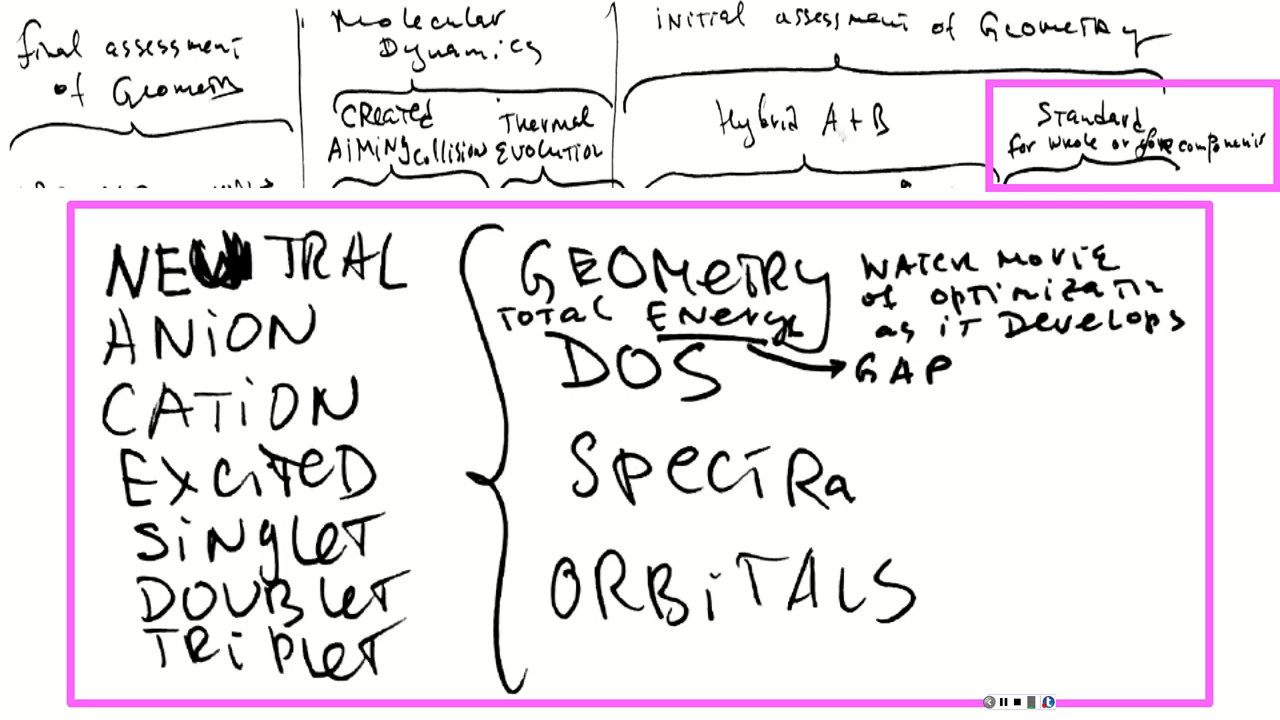 final assessment
of Geometry
Molecular
Dynamics
CREATED
AIMING collision
Thermal
EVOLUTION
initial assessment of GEOMETRY
Hybrid A + B
Standard
for whole or components
NEUTRAL
ANION
CATION
EXCITED
SINGLET
DOUBLET
TRIPLET
GEOMETRY
TOTAL ENERGY
DOS
SPECTRA
ORBITALS
WATCH MOVIE
of optimizatin
as iT DEvelops
GAP